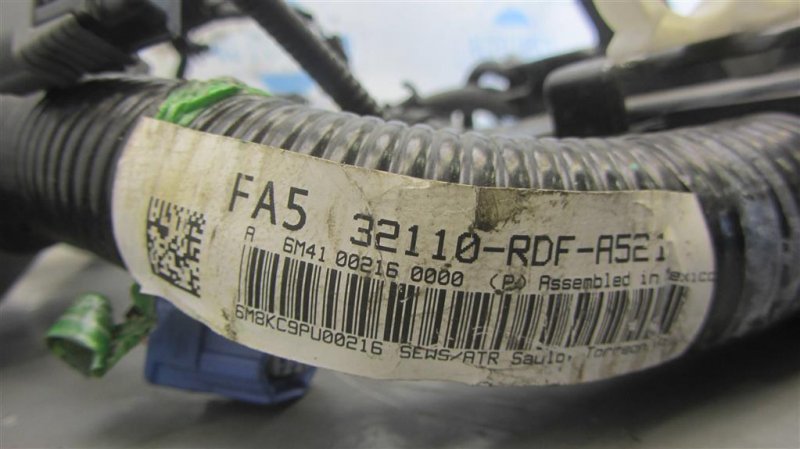 FA5 32110-RDF-A521
A 6M41 00216 0000 (P) Assembled in Mexico
6M8KC9PU00216 SEWS/ATR Saulo, Torreon